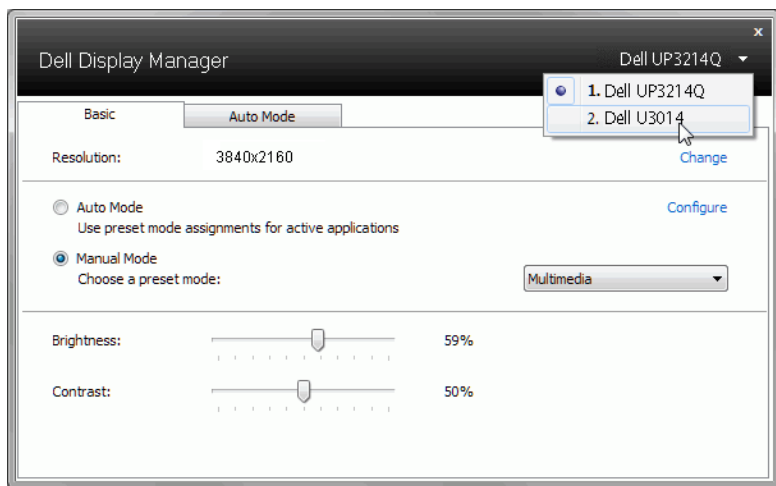 x
Dell Display Manager
Dell UP3214Q
1. Dell UP3214Q
2. Dell U3014
Basic
Auto Mode
Resolution:
3840x2160
Change
Auto Mode
Configure
Use preset mode assignments for active applications
Manual Mode
Choose a preset mode:
Multimedia
Brightness:
59%
Contrast:
50%